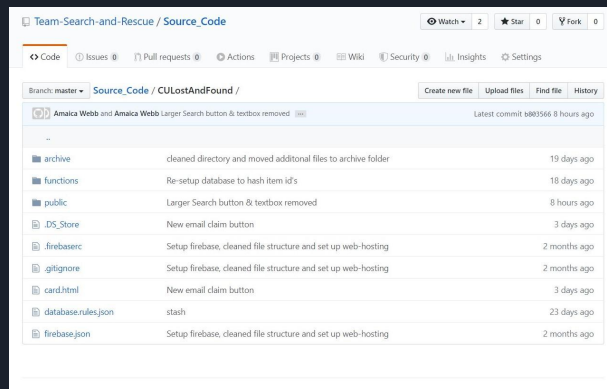 Team-Search-and-Rescue / Source_Code
Watch 2 Star 0 Fork 0
Code Issues 0 Pull requests 0 Actions Projects 0 Wiki Security 0 Insights Settings
Branch: master Source_Code / CULostAndFound / Create new file Upload files Find file History
Amaica Webb and Amaica Webb Larger Search button & textbox removed ... Latest commit b803566 8 hours ago
..
archive cleaned directory and moved additonal files to archive folder 19 days ago
functions Re-setup database to hash item id's 18 days ago
public Larger Search button & textbox removed 8 hours ago
.DS_Store New email claim button 3 days ago
.firebaserc Setup firebase, cleaned file structure and set up web-hosting 2 months ago
.gitignore Setup firebase, cleaned file structure and set up web-hosting 2 months ago
card.html New email claim button 3 days ago
database.rules.json stash 23 days ago
firebase.json Setup firebase, cleaned file structure and set up web-hosting 2 months ago